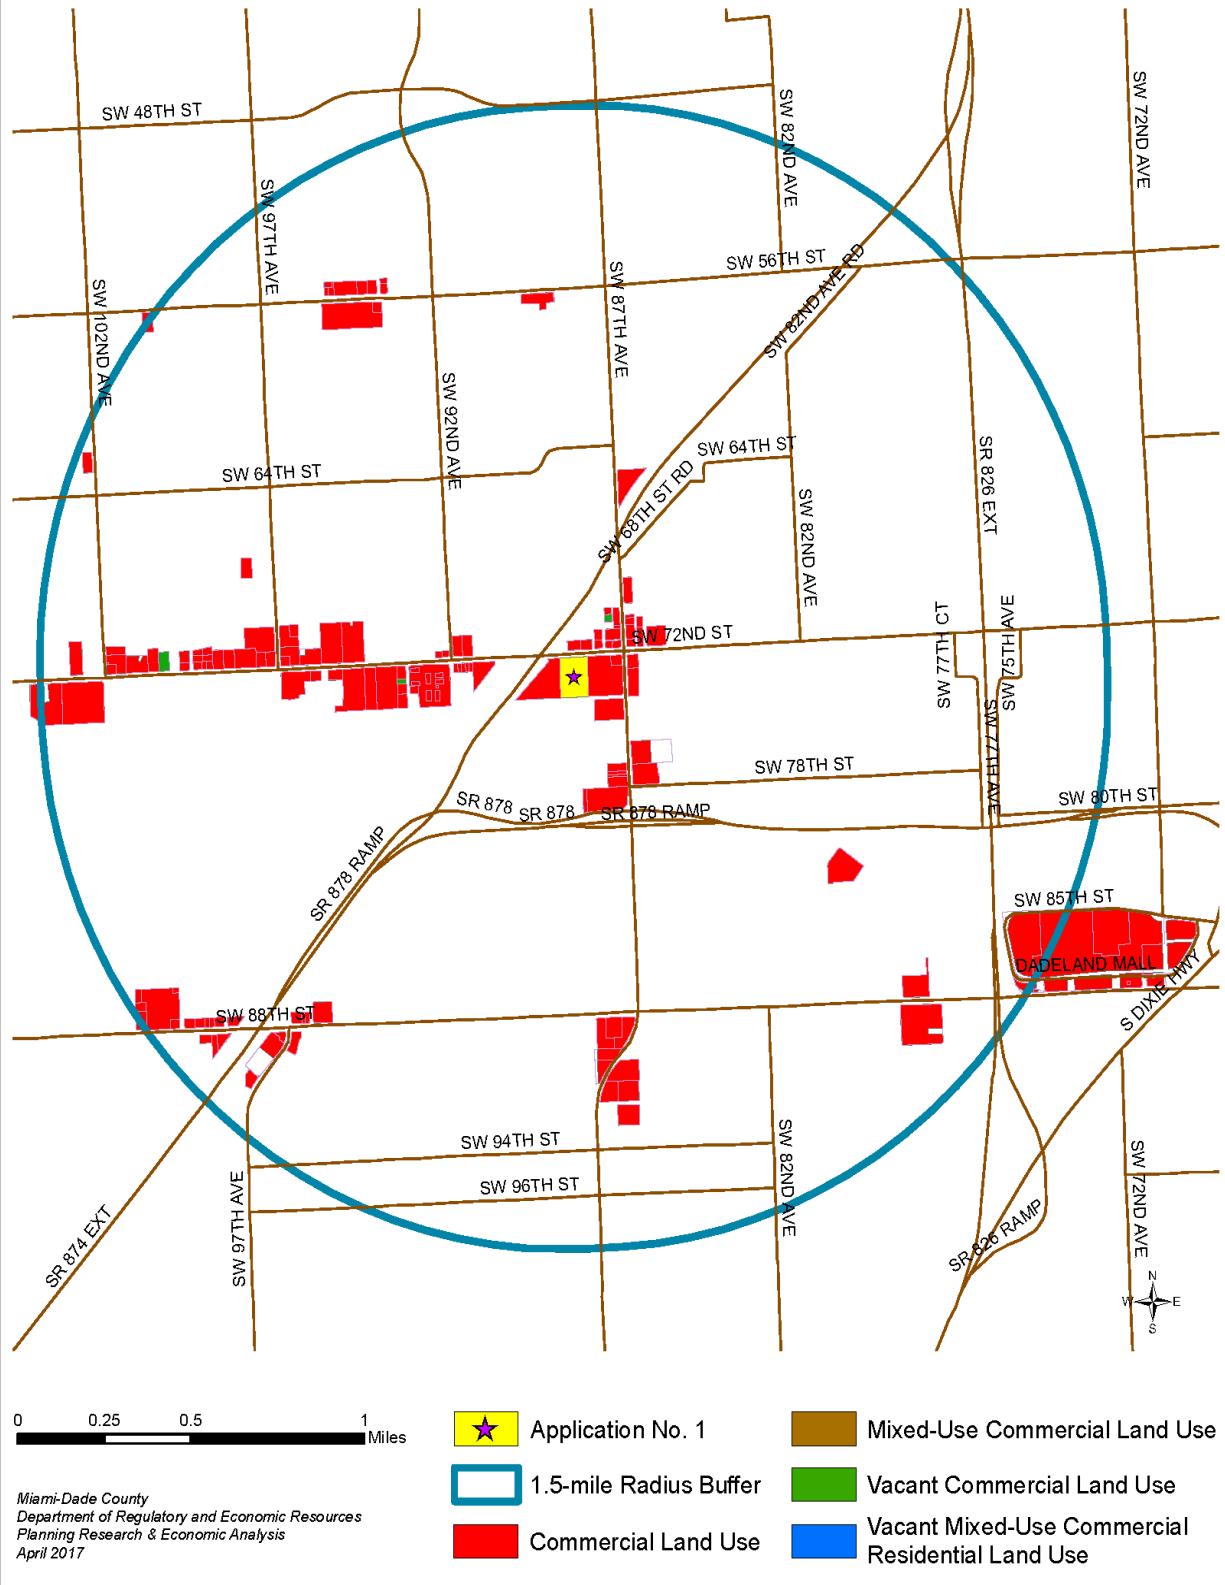 SW 48TH ST
SW 82ND AVE
SW 72ND AVE
SW 97TH AVE
SW 56TH ST
SW 82ND AVE RD
SW 87TH AVE
SW 102ND AVE
SW 92ND AVE
SW 64TH ST
SW 64TH ST
SR 826 EXT
SW 68TH ST RD
SW 82ND AVE
SW 72ND ST
SW 77TH CT
SW 75TH AVE
SW 77TH AVE
SW 78TH ST
SW 80TH ST
SR 878
SR 878
SR 878 RAMP
SR 878 RAMP
SW 85TH ST
DADELAND MALL
S DIXIE HWY
SW 88TH ST
SW 94TH ST
SW 96TH ST
SW 82ND AVE
SW 97TH AVE
SR 874 EXT
SR 826 RAMP
SW 72ND AVE
N
W E
S
0 0.25 0.5 1
Miles
Application No. 1
1.5-mile Radius Buffer
Commercial Land Use
Mixed-Use Commercial Land Use
Vacant Commercial Land Use
Vacant Mixed-Use Commercial
Residential Land Use
Miami-Dade County
Department of Regulatory and Economic Resources
Planning Research & Economic Analysis
April 2017